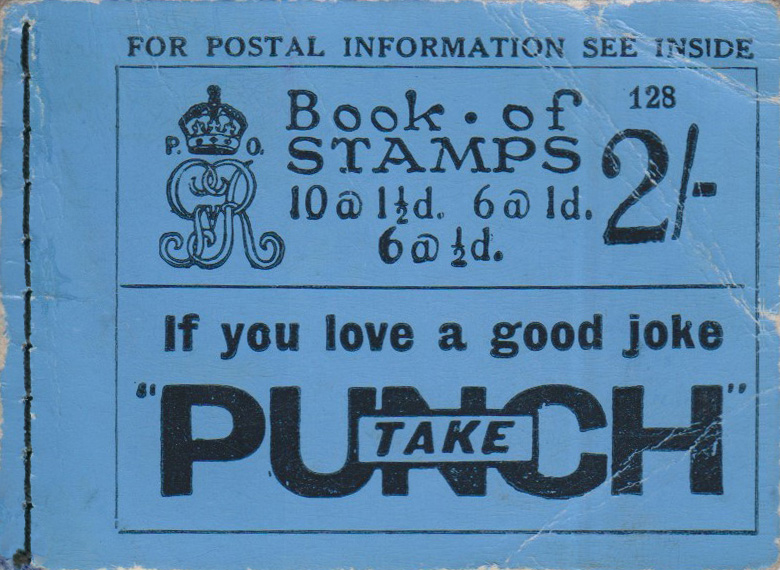 FOR POSTAL INFORMATION SEE INSIDE
P. O.
GR
Book · of
STAMPS
10 @ 1½d. 6 @ 1d.
6 @ ½d.
128
2/-
If you love a good joke
"PUNCH"
TAKE